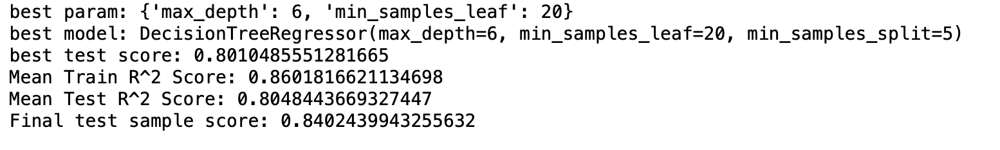 best param: {'max_depth': 6, 'min_samples_leaf': 20}
best model: DecisionTreeRegressor(max_depth=6, min_samples_leaf=20, min_samples_split=5)
best test score: 0.8010485551281665
Mean Train R^2 Score: 0.8601816621134698
Mean Test R^2 Score: 0.8048443669327447
Final test sample score: 0.8402439943255632